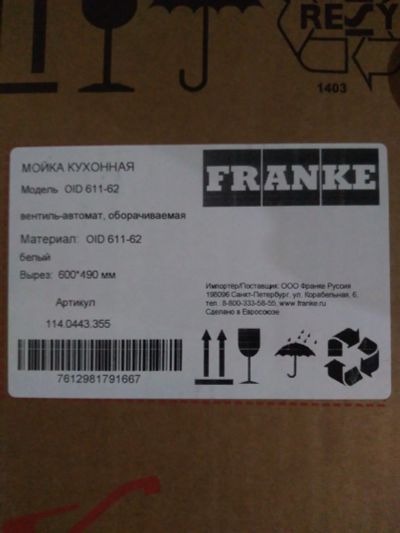 RESY
1403
МОЙКА КУХОННАЯ
Модель OID 611-62
вентиль-автомат, оборачиваемая
Материал: OID 611-62
белый
Вырез: 600*490 мм
Артикул
114.0443.355
7612981791667
FRANKE
Импортёр/Поставщик: ООО Франке Руссия
198096 Санкт-Петербург, ул. Корабельная, 6,
тел.: 8-800-333-58-55, www.franke.ru
Сделано в Евросоюзе